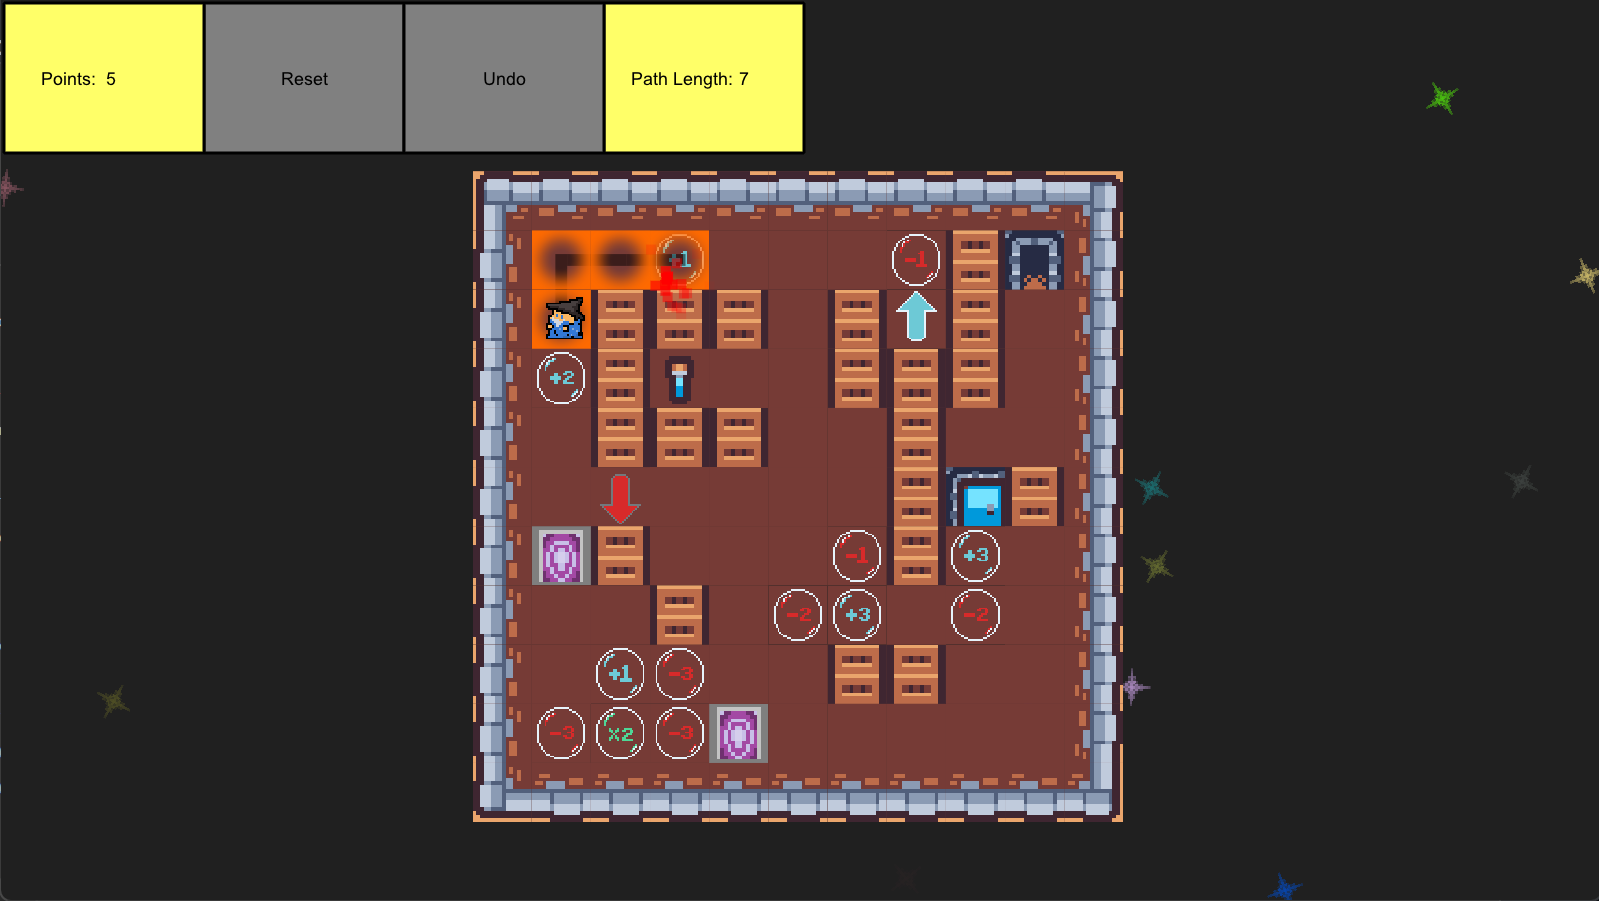 Points: 5
Reset
Undo
Path Length: 7
+1
-1
+2
-1
+3
-2
+3
-2
+1
-3
-3
X2
-3